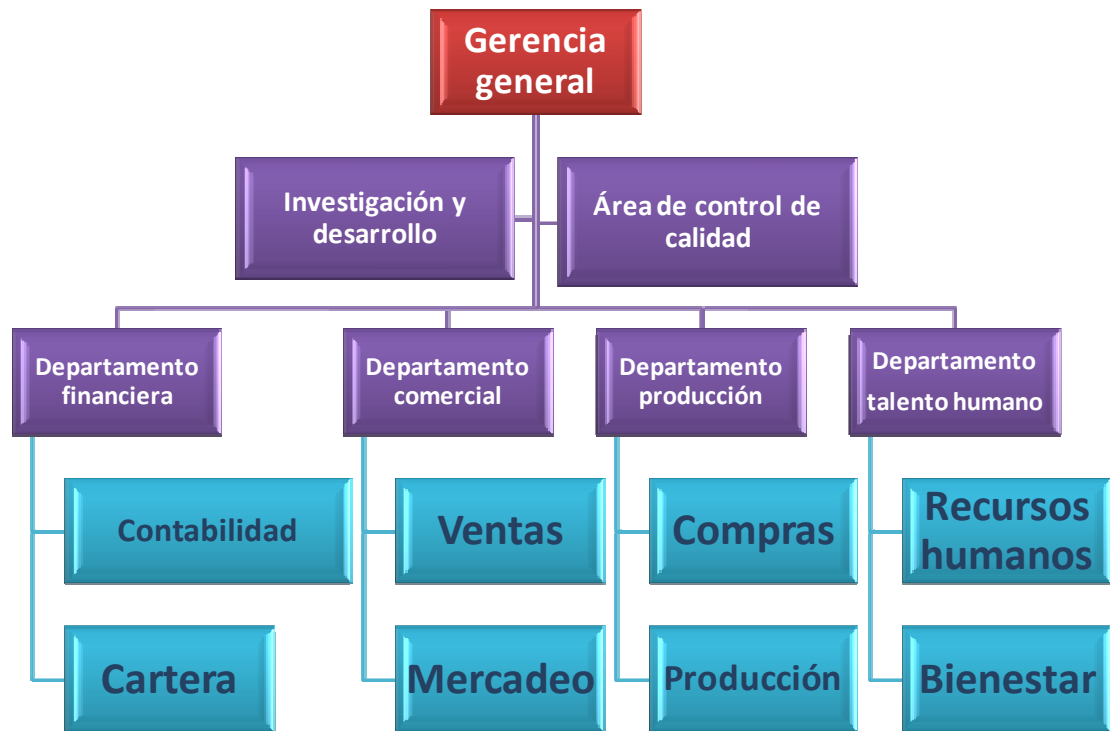 Gerencia
general
Investigación y
desarrollo
Área de control de
calidad
Departamento
financiera
Departamento
comercial
Departamento
producción
Departamento
talento humano
Contabilidad
Ventas
Compras
Recursos
humanos
Cartera
Mercadeo
Producción
Bienestar